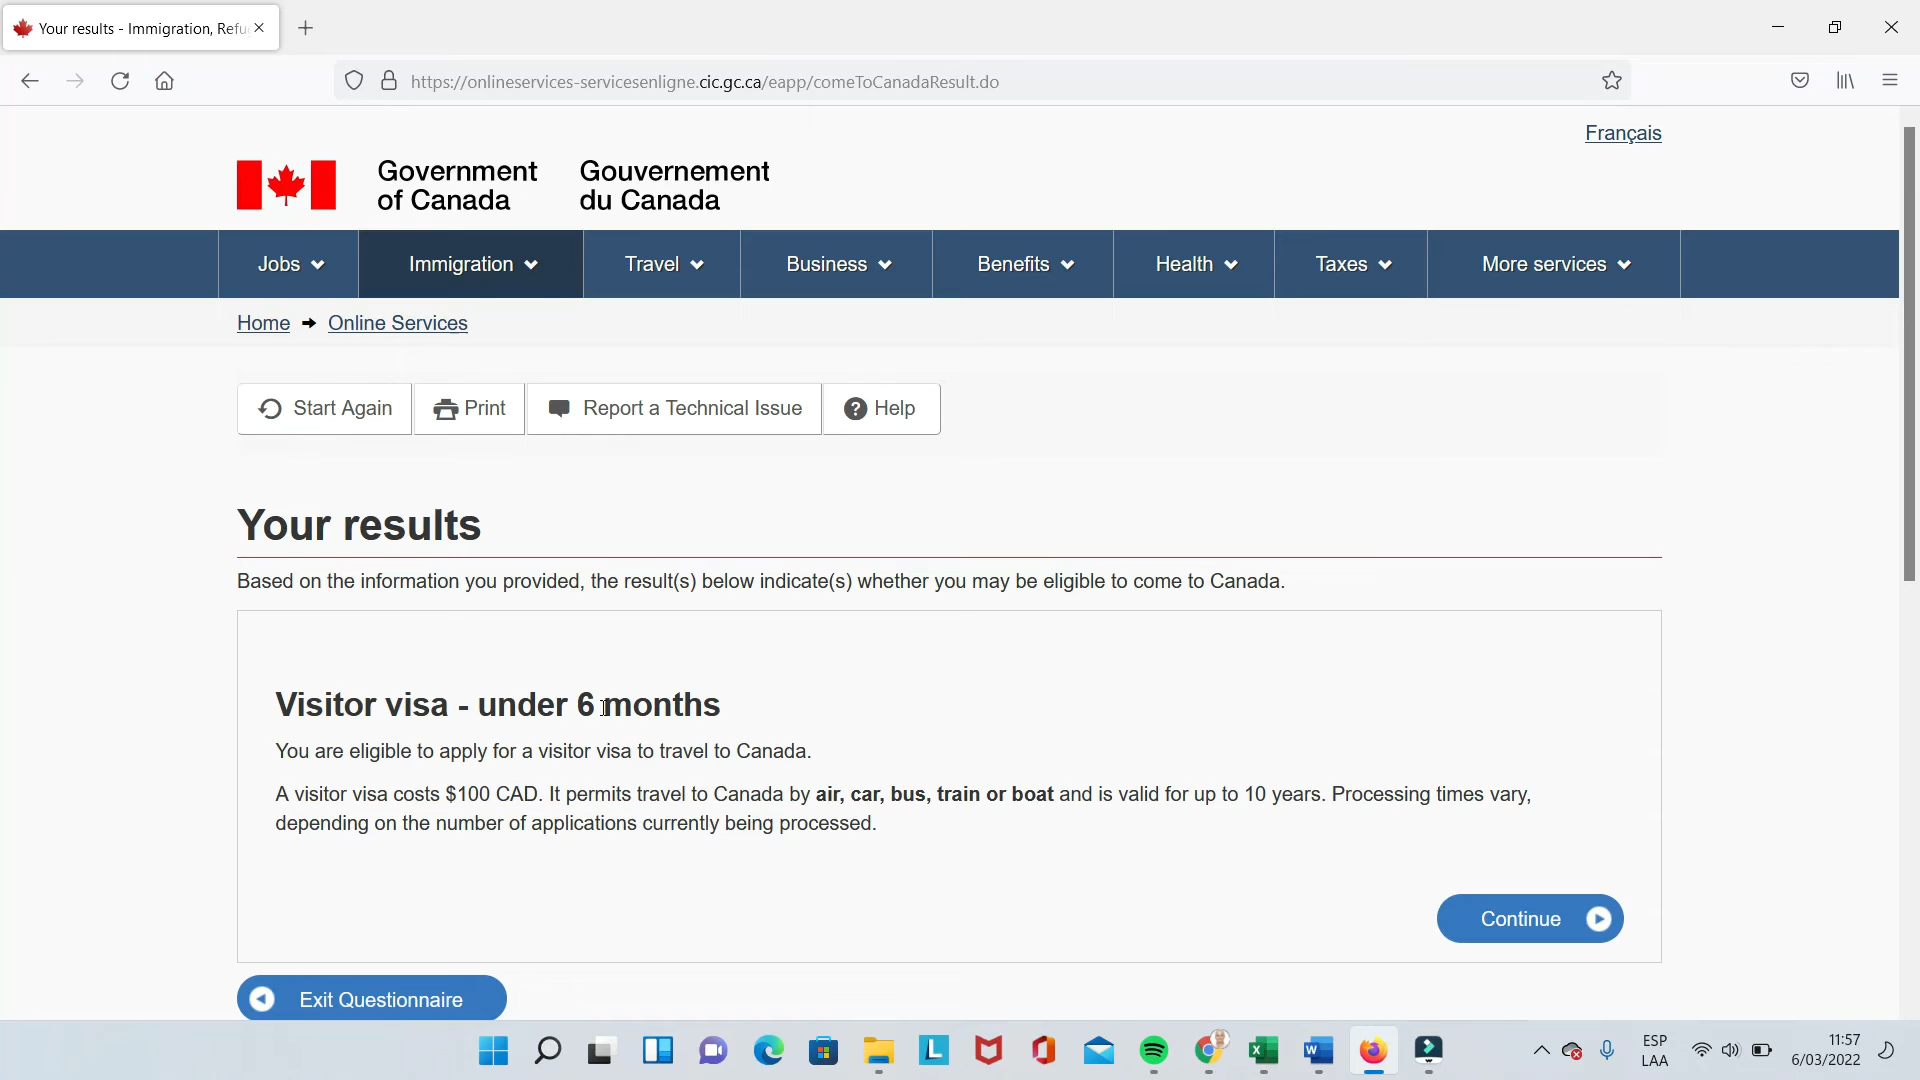 Your results - Immigration, Refu
https://onlineservices-servicesenligne.cic.gc.ca/eapp/comeToCanadaResult.do
Français
Government of Canada
Gouvernement du Canada
Jobs
Immigration
Travel
Business
Benefits
Health
Taxes
More services
Home
Online Services
Start Again
Print
Report a Technical Issue
Help
Your results
Based on the information you provided, the result(s) below indicate(s) whether you may be eligible to come to Canada.
Visitor visa - under 6 months
You are eligible to apply for a visitor visa to travel to Canada.
A visitor visa costs $100 CAD. It permits travel to Canada by air, car, bus, train or boat and is valid for up to 10 years. Processing times vary,
depending on the number of applications currently being processed.
Continue
Exit Questionnaire
ESP
LAA
11:57
6/03/2022